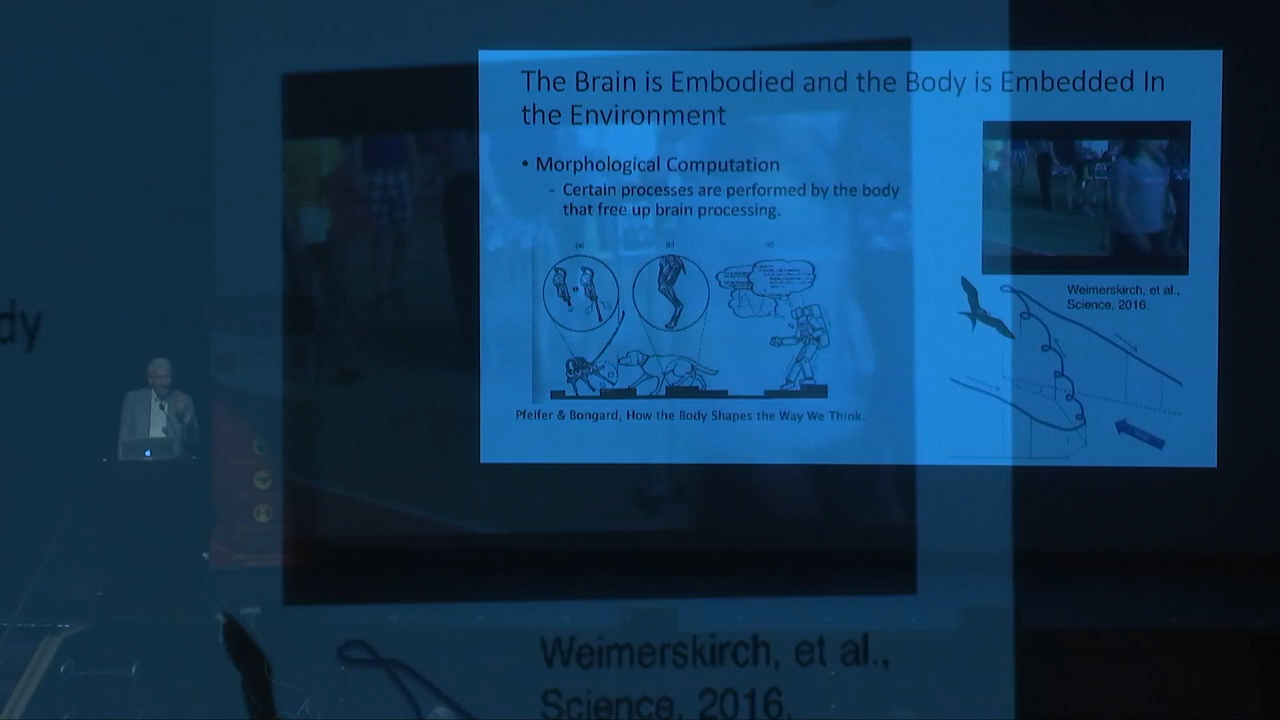 The Brain is Embodied and the Body is Embedded In
the Environment
• Morphological Computation
- Certain processes are performed by the body
that free up brain processing.
(a)
(b)
Weimerskirch, et al.,
Science, 2016.
Pfeifer & Bongard, How the Body Shapes the Way We Think.
dy
Weimerskirch, et al.,
Science, 2016.